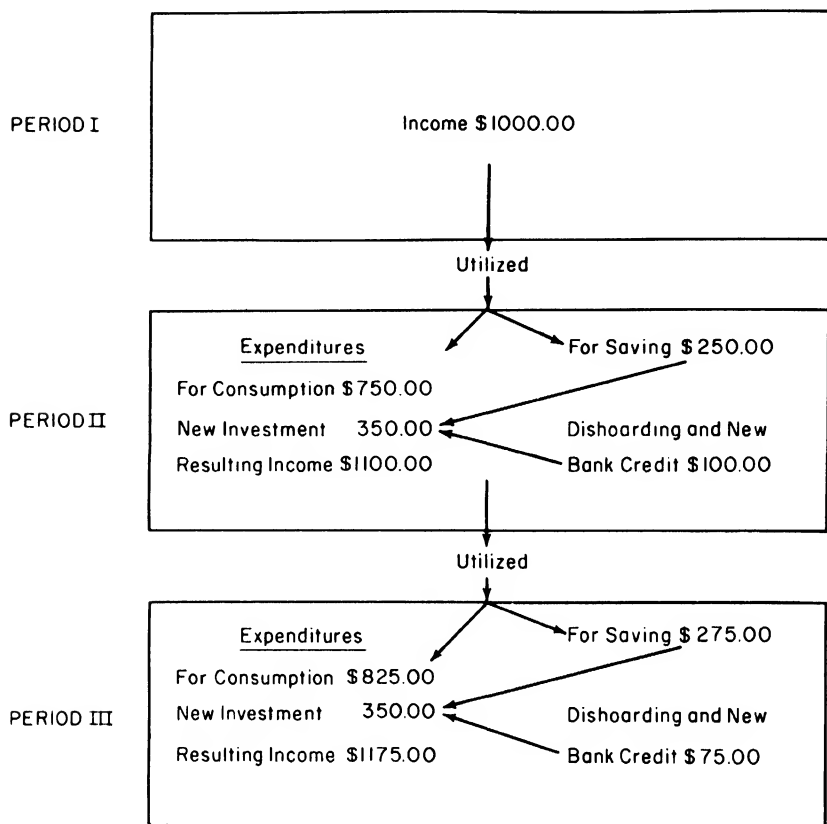 PERIOD I
Income $1000.00
Utilized
PERIOD II
Expenditures
For Saving $250.00
For Consumption $750.00
New Investment 350.00
Dishoarding and New
Resulting Income $1100.00
Bank Credit $100.00
Utilized
PERIOD III
Expenditures
For Saving $275.00
For Consumption $825.00
New Investment 350.00
Dishoarding and New
Resulting Income $1175.00
Bank Credit $75.00